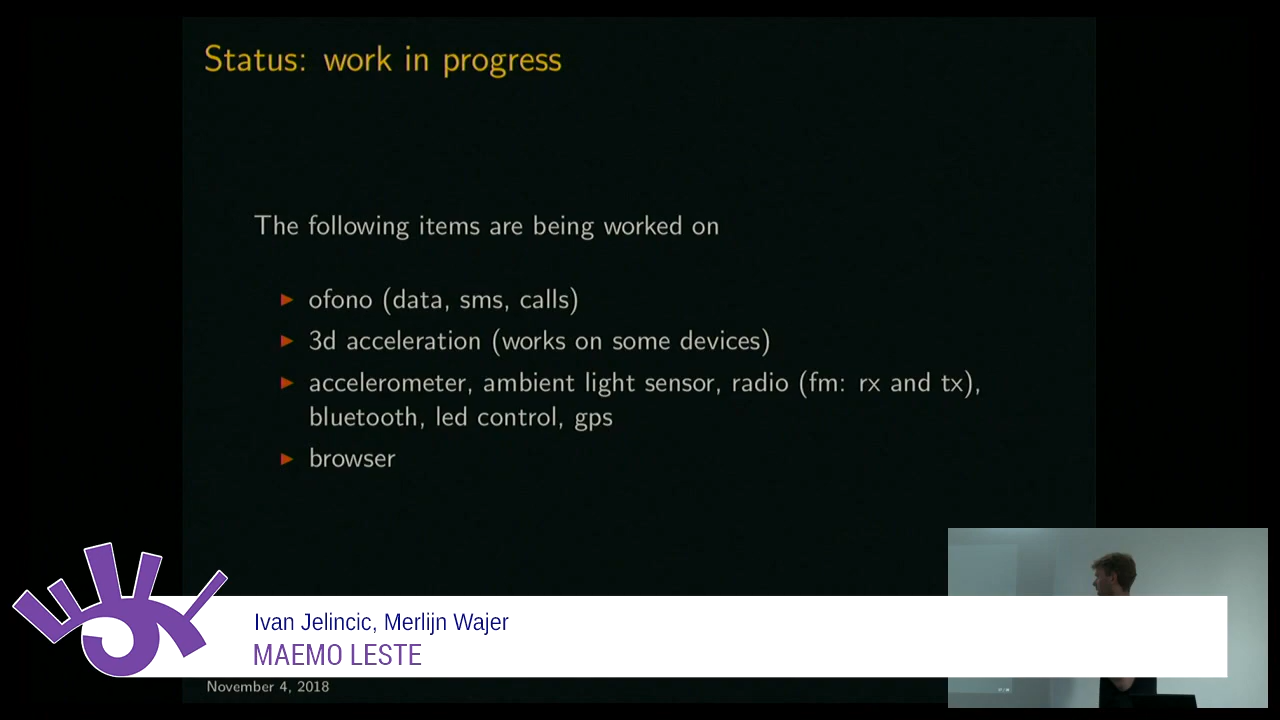 Status: work in progress
The following items are being worked on
ofono (data, sms, calls)
3d acceleration (works on some devices)
accelerometer, ambient light sensor, radio (fm: rx and tx),
bluetooth, led control, gps
browser
Ivan Jelincic, Merlijn Wajer
MAEMO LESTE
November 4, 2018